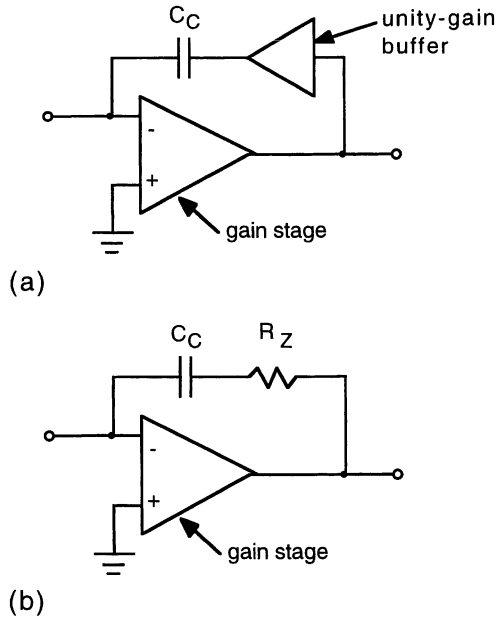 C_C
unity-gain
buffer
-
+
gain stage
(a)
C_C
R_Z
-
+
gain stage
(b)